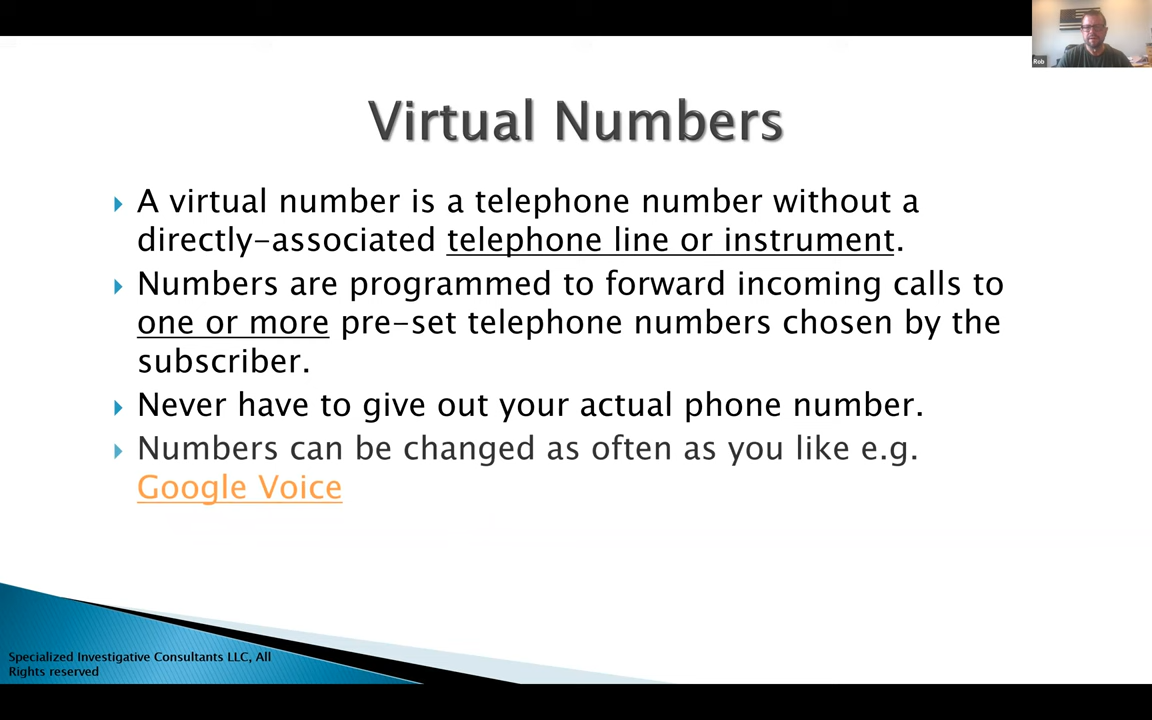 Rob
Virtual Numbers
A virtual number is a telephone number without a
directly-associated telephone line or instrument.
Numbers are programmed to forward incoming calls to
one or more pre-set telephone numbers chosen by the
subscriber.
Never have to give out your actual phone number.
Numbers can be changed as often as you like e.g.
Google Voice
Specialized Investigative Consultants LLC, All
Rights reserved